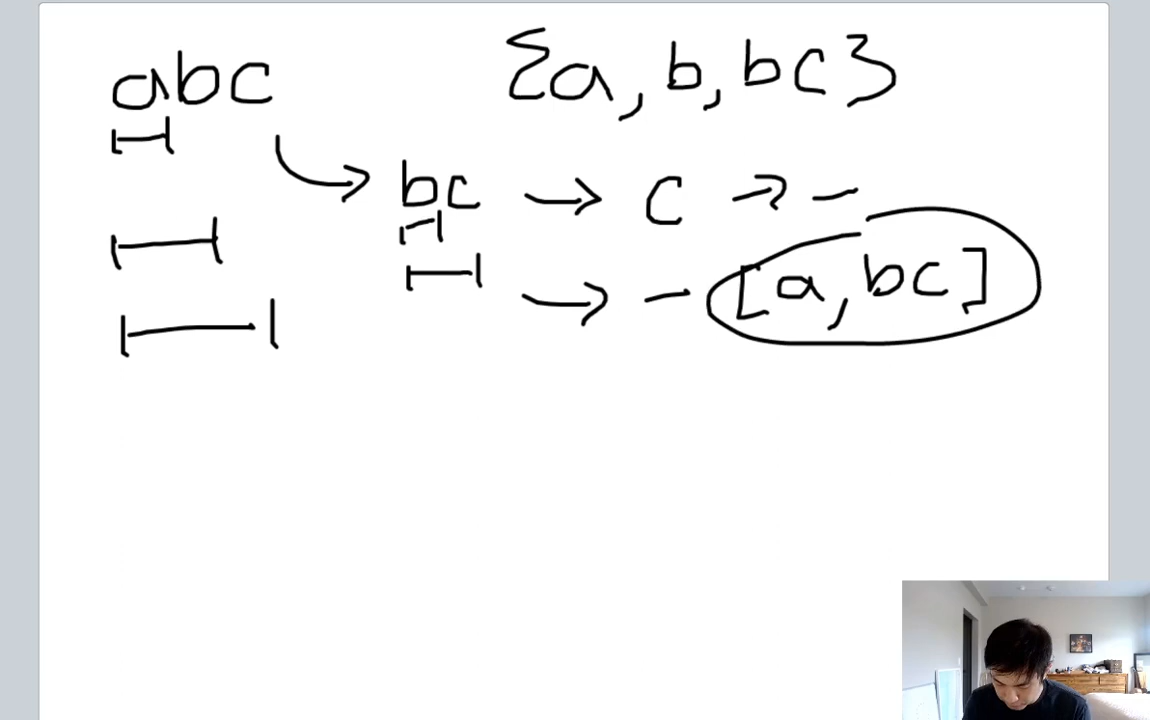 abc {a, b, bc}
bc → c → -
→ - [a, bc]